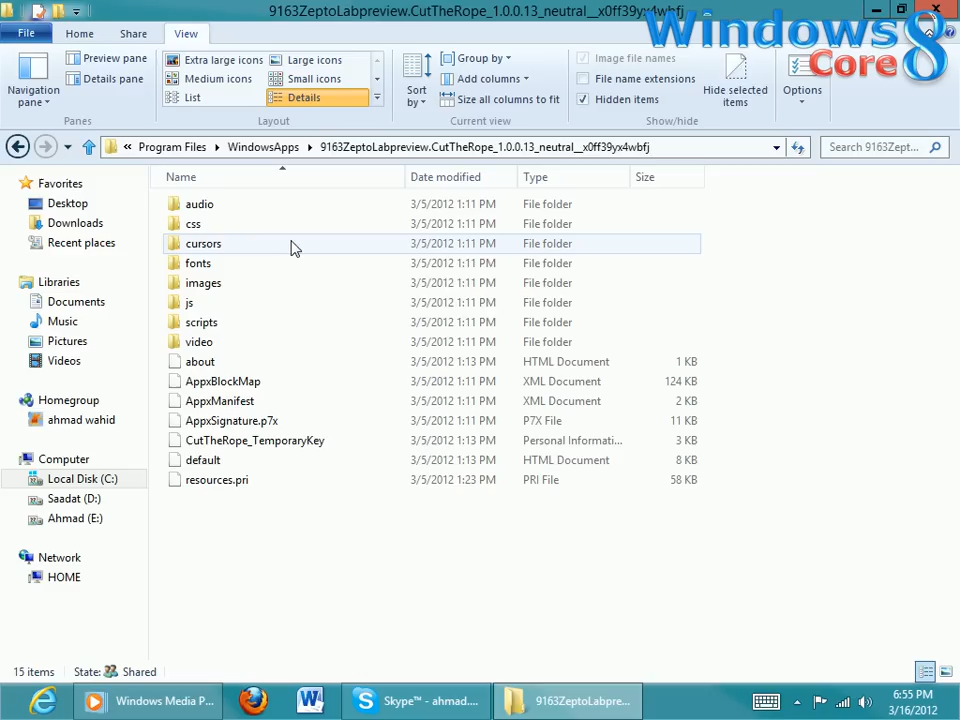 9163ZeptoLabpreview.CutTheRope_1.0.0.13_neutral__x0ff39yx4wbfj
Windows 8
Core
File Home Share View
Preview pane
Details pane
Navigation pane
Panes
Extra large icons Large icons
Medium icons Small icons
List Details
Layout
Sort by
Group by
Add columns
Size all columns to fit
Current view
Image file names
File name extensions
Hidden items
Hide selected items
Show/hide
Options
« Program Files WindowsApps 9163ZeptoLabpreview.CutTheRope_1.0.0.13_neutral__x0ff39yx4wbfj
Search 9163Zept...
Favorites
Desktop
Downloads
Recent places
Libraries
Documents
Music
Pictures
Videos
Homegroup
ahmad wahid
Computer
Local Disk (C:)
Saadat (D:)
Ahmad (E:)
Network
HOME
Name Date modified Type Size
audio 3/5/2012 1:11 PM File folder
css 3/5/2012 1:11 PM File folder
cursors 3/5/2012 1:11 PM File folder
fonts 3/5/2012 1:11 PM File folder
images 3/5/2012 1:11 PM File folder
js 3/5/2012 1:11 PM File folder
scripts 3/5/2012 1:11 PM File folder
video 3/5/2012 1:11 PM File folder
about 3/5/2012 1:13 PM HTML Document 1 KB
AppxBlockMap 3/5/2012 1:11 PM XML Document 124 KB
AppxManifest 3/5/2012 1:11 PM XML Document 2 KB
AppxSignature.p7x 3/5/2012 1:11 PM P7X File 11 KB
CutTheRope_TemporaryKey 3/5/2012 1:13 PM Personal Informati... 3 KB
default 3/5/2012 1:13 PM HTML Document 8 KB
resources.pri 3/5/2012 1:23 PM PRI File 58 KB
15 items State: Shared
Windows Media P...
Skype™ - ahmad....
9163ZeptoLabpre...
6:55 PM
3/16/2012